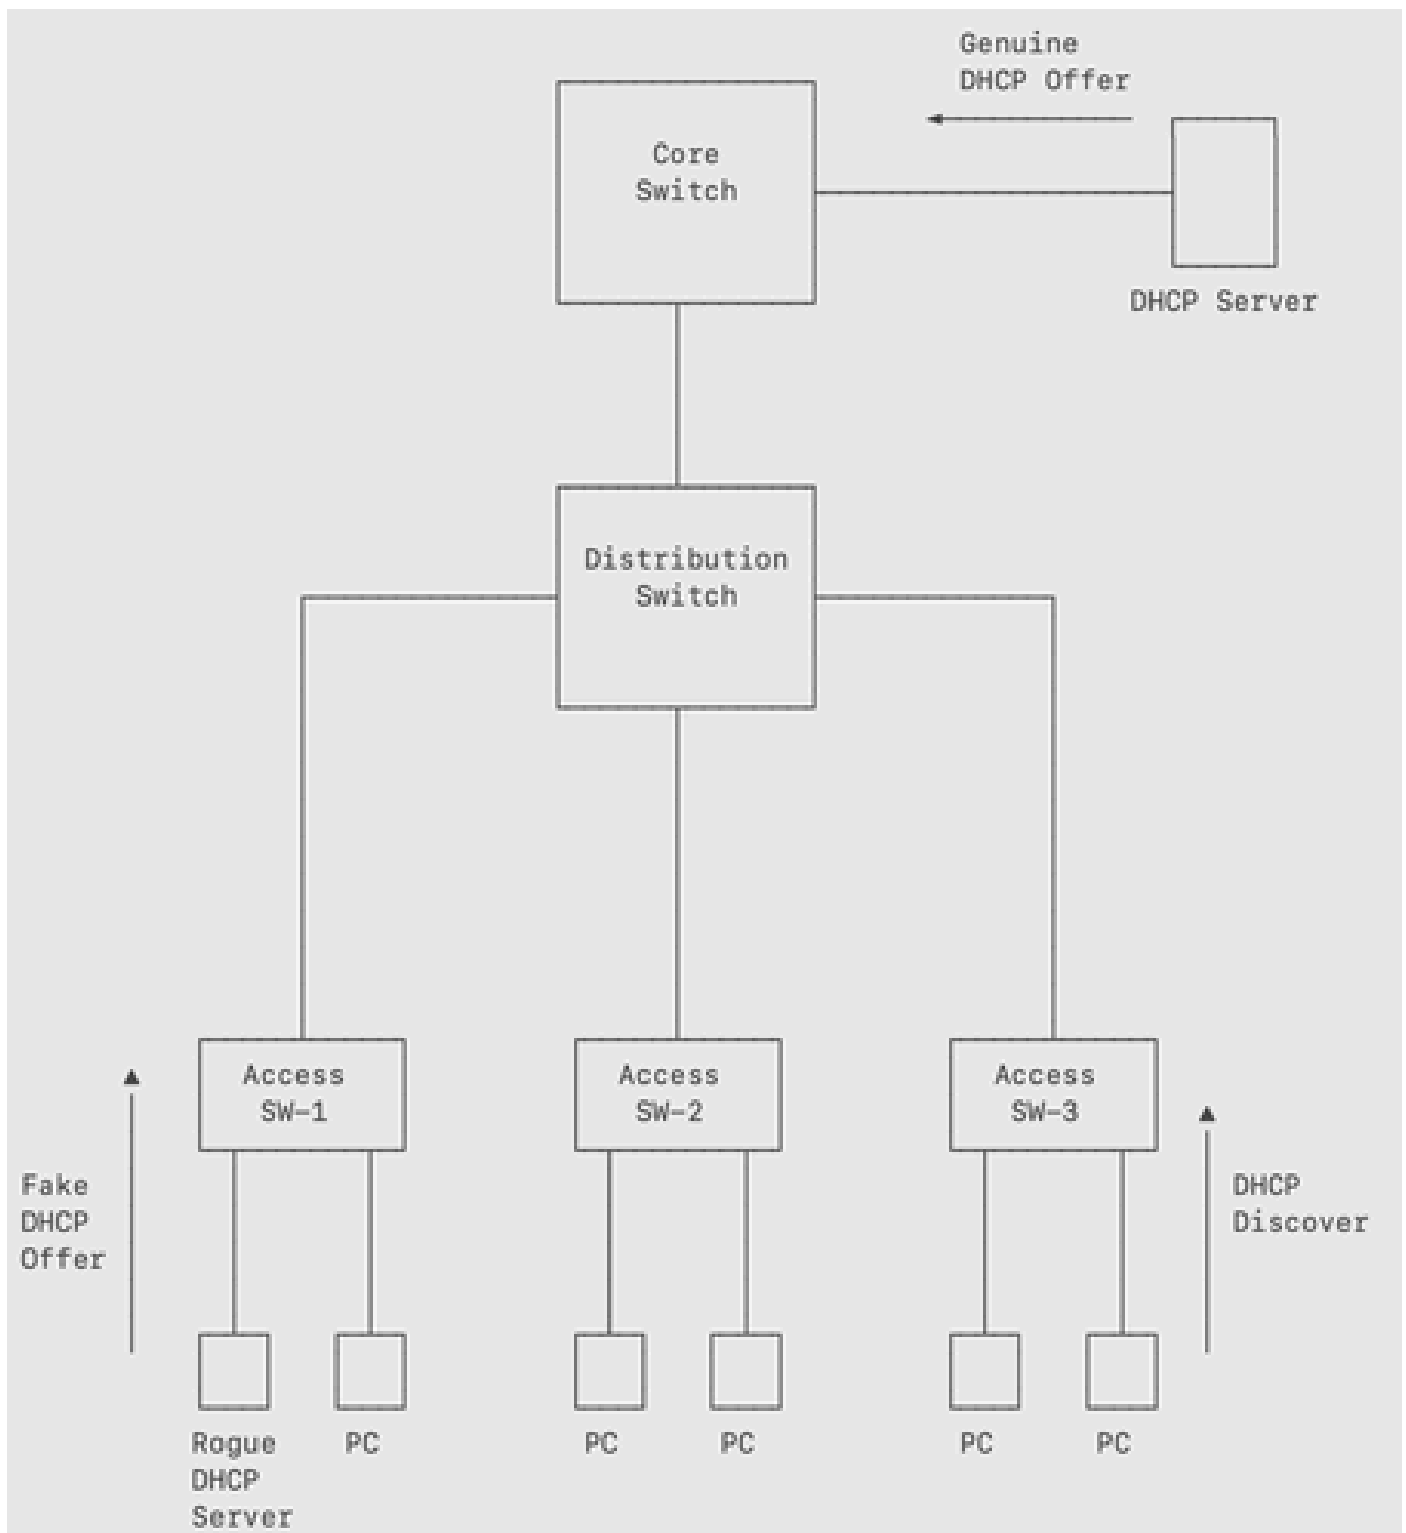 Genuine
DHCP Offer
Core
Switch
DHCP Server
Distribution
Switch
Access
SW-1
Access
SW-2
Access
SW-3
Fake
DHCP
Offer
DHCP
Discover
Rogue
DHCP
Server
PC
PC
PC
PC
PC